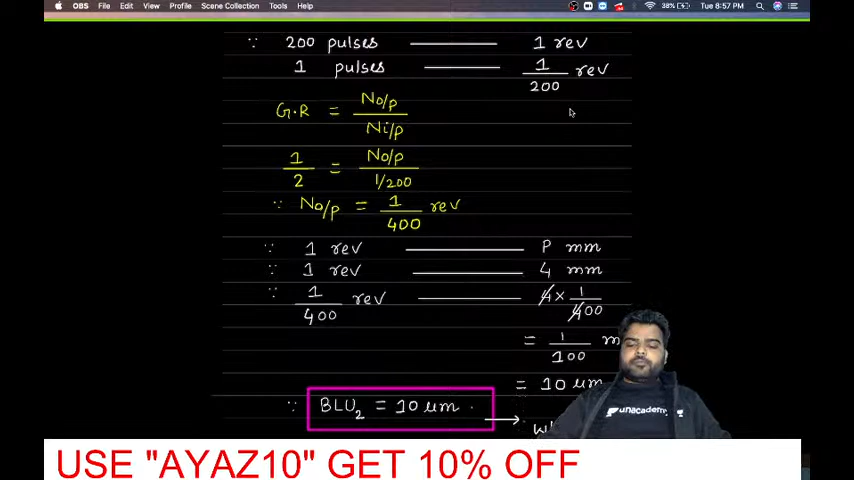 OBS File Edit View Profile Scene Collection Tools Help 38% Tue 8:57 PM
∵ 200 pulses —— 1 rev
1 pulses —— 1/200 rev
G.R = No/p / Ni/p
1/2 = No/p / 1/200
∵ No/p = 1/400 rev
∵ 1 rev —— P mm
∵ 1 rev —— 4 mm
∵ 1/400 rev —— 4 × 1/400
= 1/100 m
= 10 um
∵ BLU₂ = 10 um. →
unacademy
USE "AYAZ10" GET 10% OFF